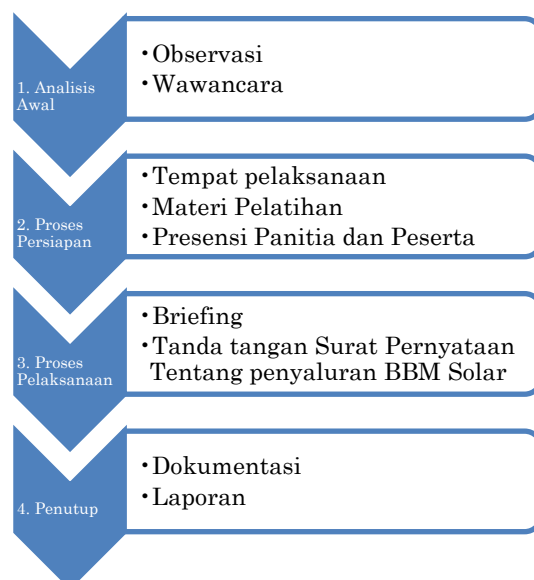 1. Analisis
Awal
•Observasi
•Wawancara
2. Proses
Persiapan
•Tempat pelaksanaan
•Materi Pelatihan
•Presensi Panitia dan Peserta
3. Proses
Pelaksanaan
•Briefing
•Tanda tangan Surat Pernyataan
Tentang penyaluran BBM Solar
4. Penutup
•Dokumentasi
•Laporan